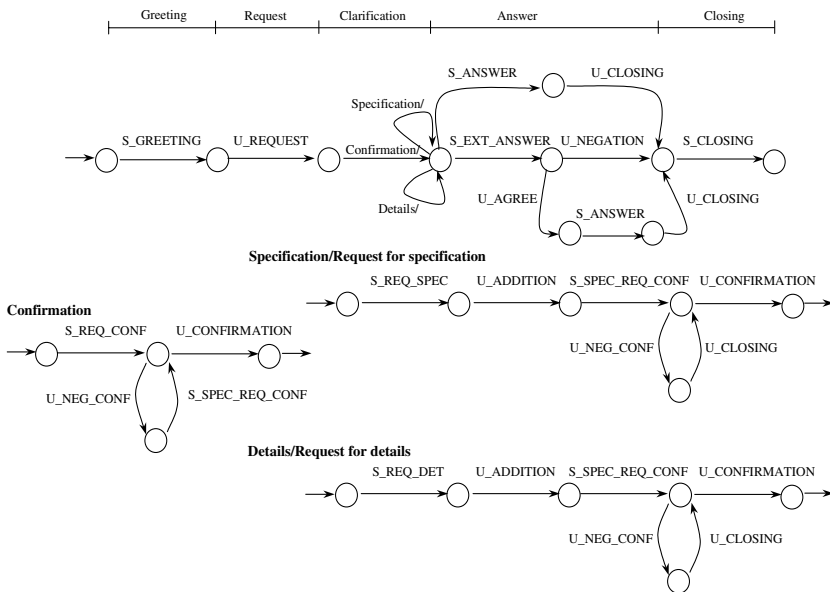 Greeting Request Clarification Answer Closing
S_ANSWER U_CLOSING
Specification/
S_GREETING U_REQUEST Confirmation/ S_EXT_ANSWER U_NEGATION S_CLOSING
U_AGREE U_CLOSING
Details/ S_ANSWER
Specification/Request for specification
S_REQ_SPEC U_ADDITION S_SPEC_REQ_CONF U_CONFIRMATION
U_NEG_CONF U_CLOSING
Confirmation
S_REQ_CONF U_CONFIRMATION
U_NEG_CONF S_SPEC_REQ_CONF
Details/Request for details
S_REQ_DET U_ADDITION S_SPEC_REQ_CONF U_CONFIRMATION
U_NEG_CONF U_CLOSING